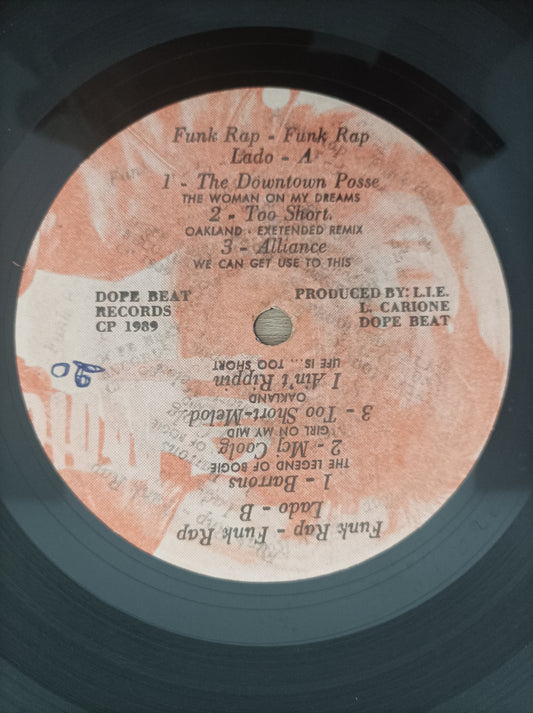 Funk Rap - Funk Rap
Lado - A
1 - The Downtown Posse
THE WOMAN ON MY DREAMS
2 - Too Short.
OAKLAND - EXETENDED REMIX
3 - Alliance
WE CAN GET USE TO THIS
DOPE BEAT
RECORDS
CP 1989
PRODUCED BY: L.I.E.
L. CARIONE
DOPE BEAT
Funk Rap - Funk Rap
Lado - B
1 - Barrons
THE LEGEND OF BOGIE
2 - Mcj Coolg
GIRL ON MY MID
3 - Too Short-Melod
OAKLAND
I Ain't Rippin
LIFE IS... TOO SHORT